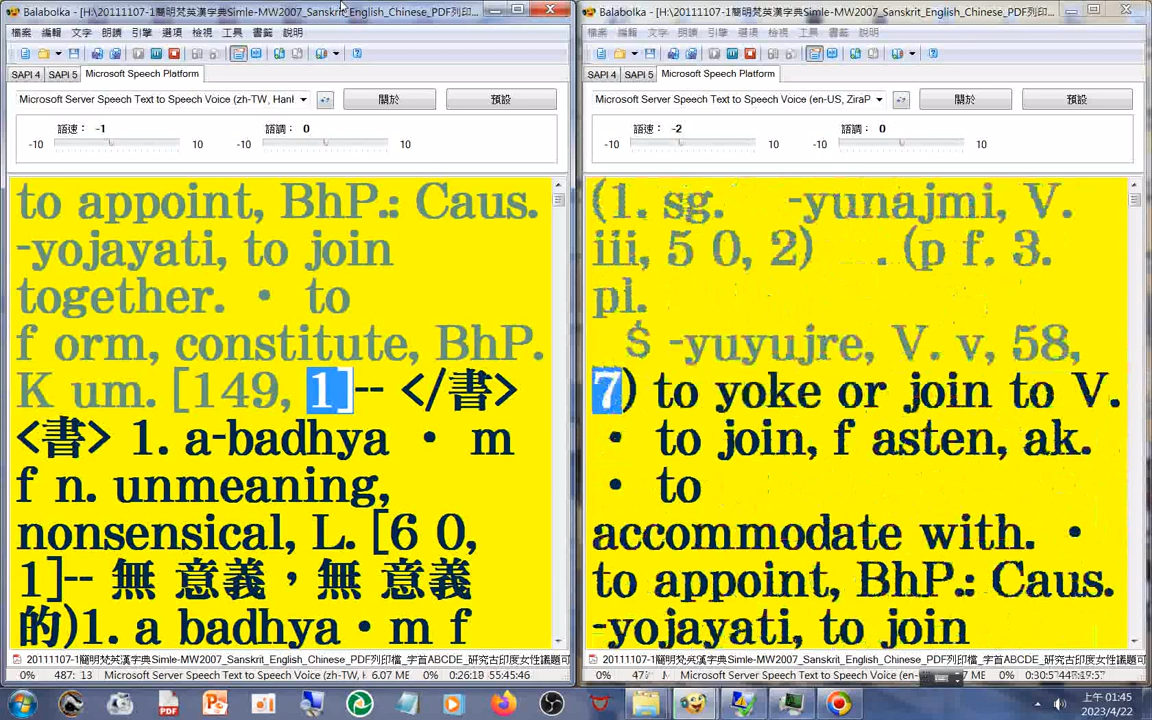 Balabolka - [H:\20111107-1簡明梵英漢字典Simle-MW2007_Sanskrit_English_Chinese_PDF列印...
檔案 編輯 文字 朗讀 引擎 選項 檢視 工具 書籤 說明
SAPI 4 SAPI 5 Microsoft Speech Platform
Microsoft Server Speech Text to Speech Voice (zh-TW, HanI
關於 預設
語速： -1 語調： 0
-10 10 -10 10
to appoint, BhP.: Caus.
-yojayati, to join
together. • to
f orm, constitute, BhP.
K um. [149, 1]-- </書>
<書> 1. a-badhya • m
f n. unmeaning,
nonsensical, L. [6 0,
1]-- 無 意義，無 意義
的)1. a badhya • m f
20111107-1簡明梵英漢字典Simle-MW2007_Sanskrit_English_Chinese_PDF列印檔_字首ABCDE_研究古印度女性議題可
487: 13 Microsoft Server Speech Text to Speech Voice (zh-TW, H 6.07 ME 0% 0:26:19 55:45:46
Balabolka - [H:\20111107-1簡明梵英漢字典Simle-MW2007_Sanskrit_English_Chinese_PDF列印...
檔案 編輯 文字 朗讀 引擎 選項 檢視 工具 書籤 說明
SAPI 4 SAPI 5 Microsoft Speech Platform
Microsoft Server Speech Text to Speech Voice (en-US, ZiraP
關於 預設
語速： -2 語調： 0
-10 10 -10 10
(1. sg. -yunajmi, V.
iii, 5 0, 2) . (p f. 3.
pl.
$ -yuyujre, V. v, 58,
7) to yoke or join to V.
• to join, f asten, ak.
• to
accommodate with. •
to appoint, BhP.: Caus.
-yojayati, to join
20111107-1簡明梵英漢字典Simle-MW2007_Sanskrit_English_Chinese_PDF列印檔_字首ABCDE_研究古印度女性議題可
Microsoft Server Speech Text to Speech Voice (en-US, 0%
上午 01:45
2023/4/22